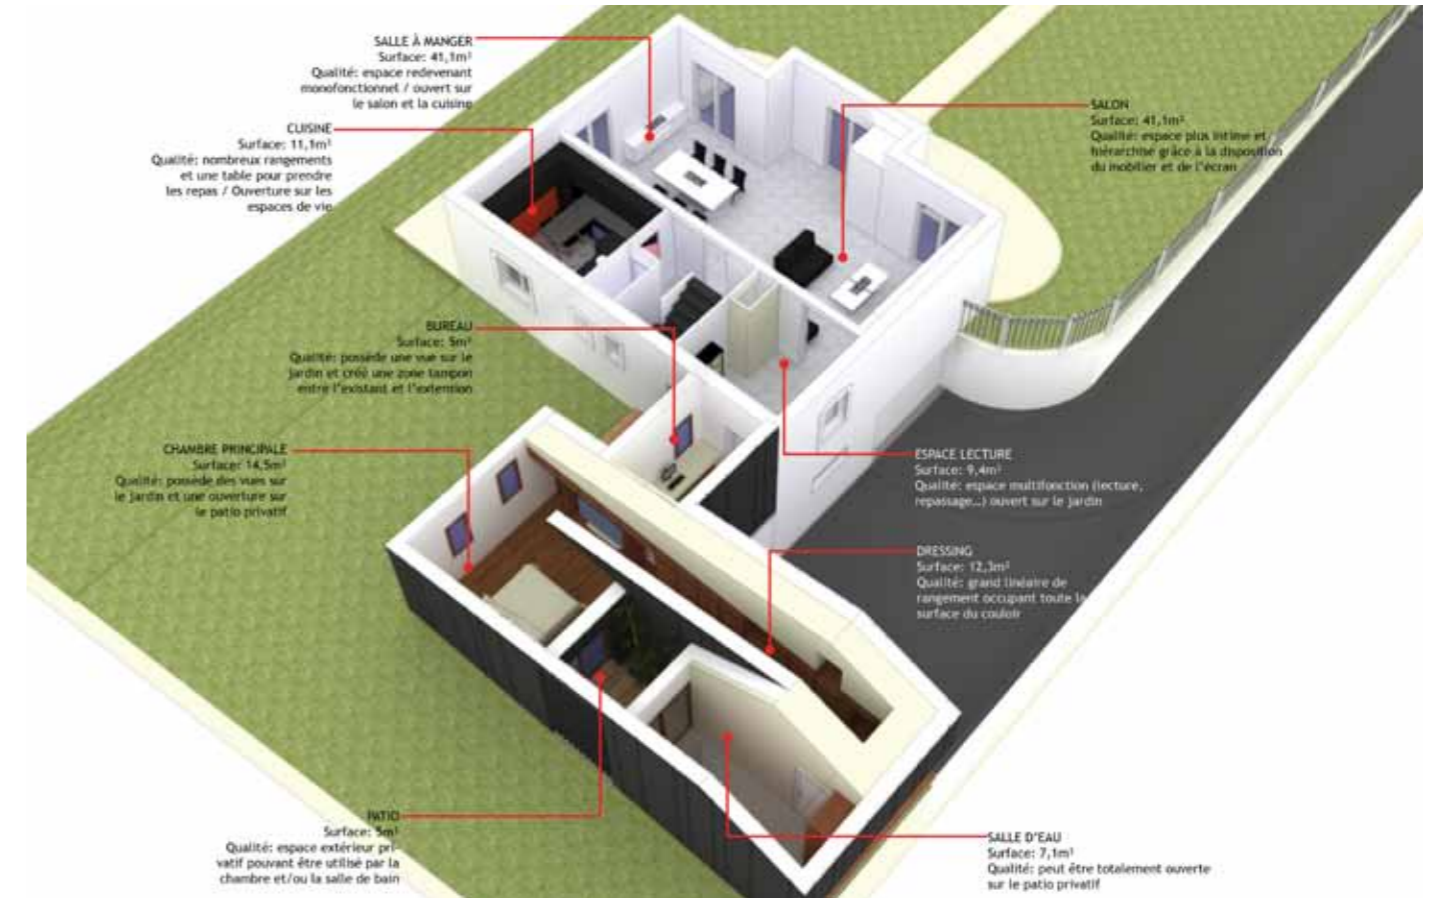 SALLE À MANGER
Surface: 41,1m²
Qualité: espace redevenant
monofonctionnel / ouvert sur
le salon et la cuisine
CUISINE
Surface: 11,1m²
Qualité: nombreux rangements
et une table pour prendre
les repas / Ouverture sur les
espaces de vie
SALON
Surface: 41,1m²
Qualité: espace plus intime et
hiérarchisé grâce à la disposition
du mobilier et de l'écran
BUREAU
Surface: 5m²
Qualité: possède une vue sur le
jardin et créé une zone tampon
entre l'existant et l'extention
CHAMBRE PRINCIPALE
Surface: 14,5m²
Qualité: possède des vues sur
le jardin et une ouverture sur
le patio privatif
ESPACE LECTURE
Surface: 9,4m²
Qualité: espace multifonction (lecture,
repassage…) ouvert sur le jardin
DRESSING
Surface: 12,3m²
Qualité: grand linéaire de
rangement occupant toute la
surface du couloir
PATIO
Surface: 5m²
Qualité: espace extérieur pri-
vatif pouvant être utilisé par la
chambre et/ou la salle de bain
SALLE D'EAU
Surface: 7,1m²
Qualité: peut être totalement ouverte
sur le patio privatif